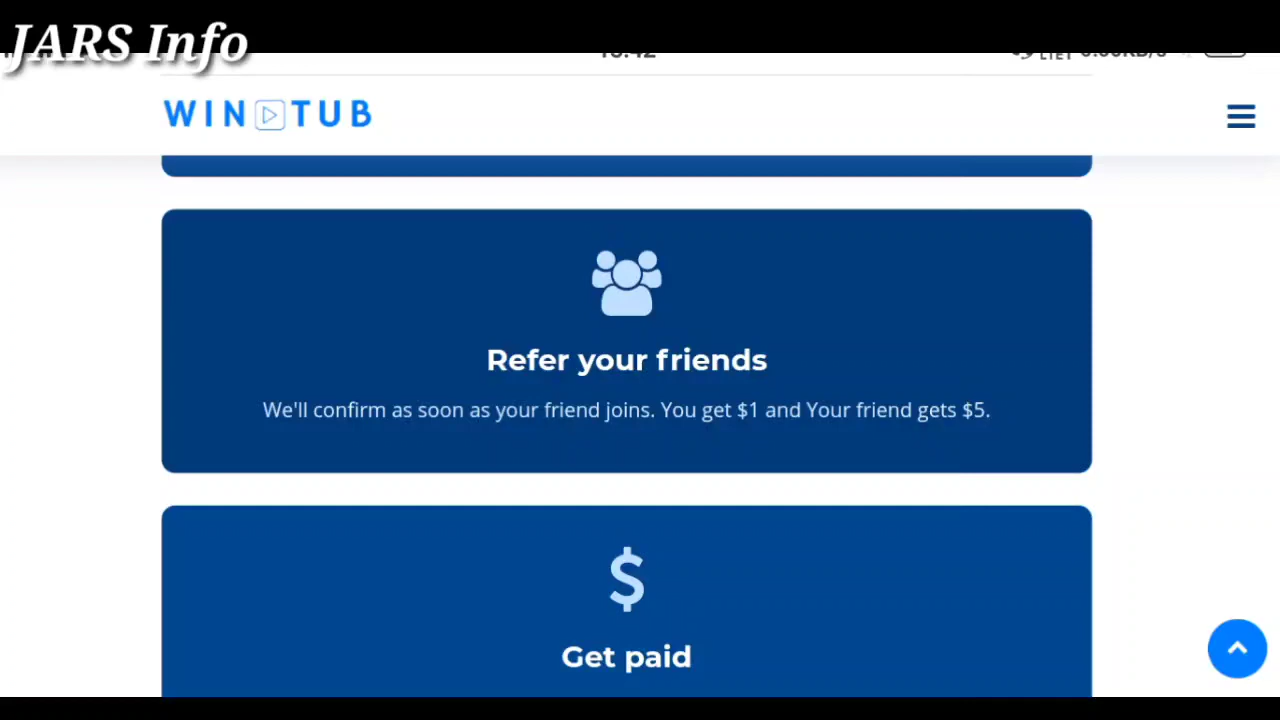 JARS Info
WIN TUB
Refer your friends
We'll confirm as soon as your friend joins. You get $1 and Your friend gets $5.
$
Get paid